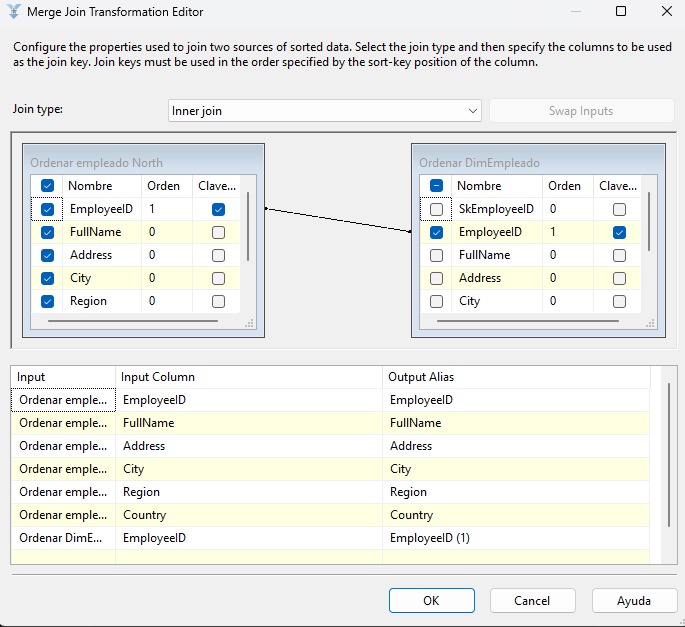 Merge Join Transformation Editor
Configure the properties used to join two sources of sorted data. Select the join type and then specify the columns to be used
as the join key. Join keys must be used in the order specified by the sort-key position of the column.
Join type:
Inner join
Swap Inputs
Ordenar empleado North
Nombre Orden Clave...
EmployeeID 1
FullName 0
Address 0
City 0
Region 0
Ordenar DimEmpleado
Nombre Orden Clave...
SkEmployeeID 0
EmployeeID 1
FullName 0
Address 0
City 0
Input Input Column Output Alias
Ordenar emple... EmployeeID EmployeeID
Ordenar emple... FullName FullName
Ordenar emple... Address Address
Ordenar emple... City City
Ordenar emple... Region Region
Ordenar emple... Country Country
Ordenar DimE... EmployeeID EmployeeID (1)
OK Cancel Ayuda